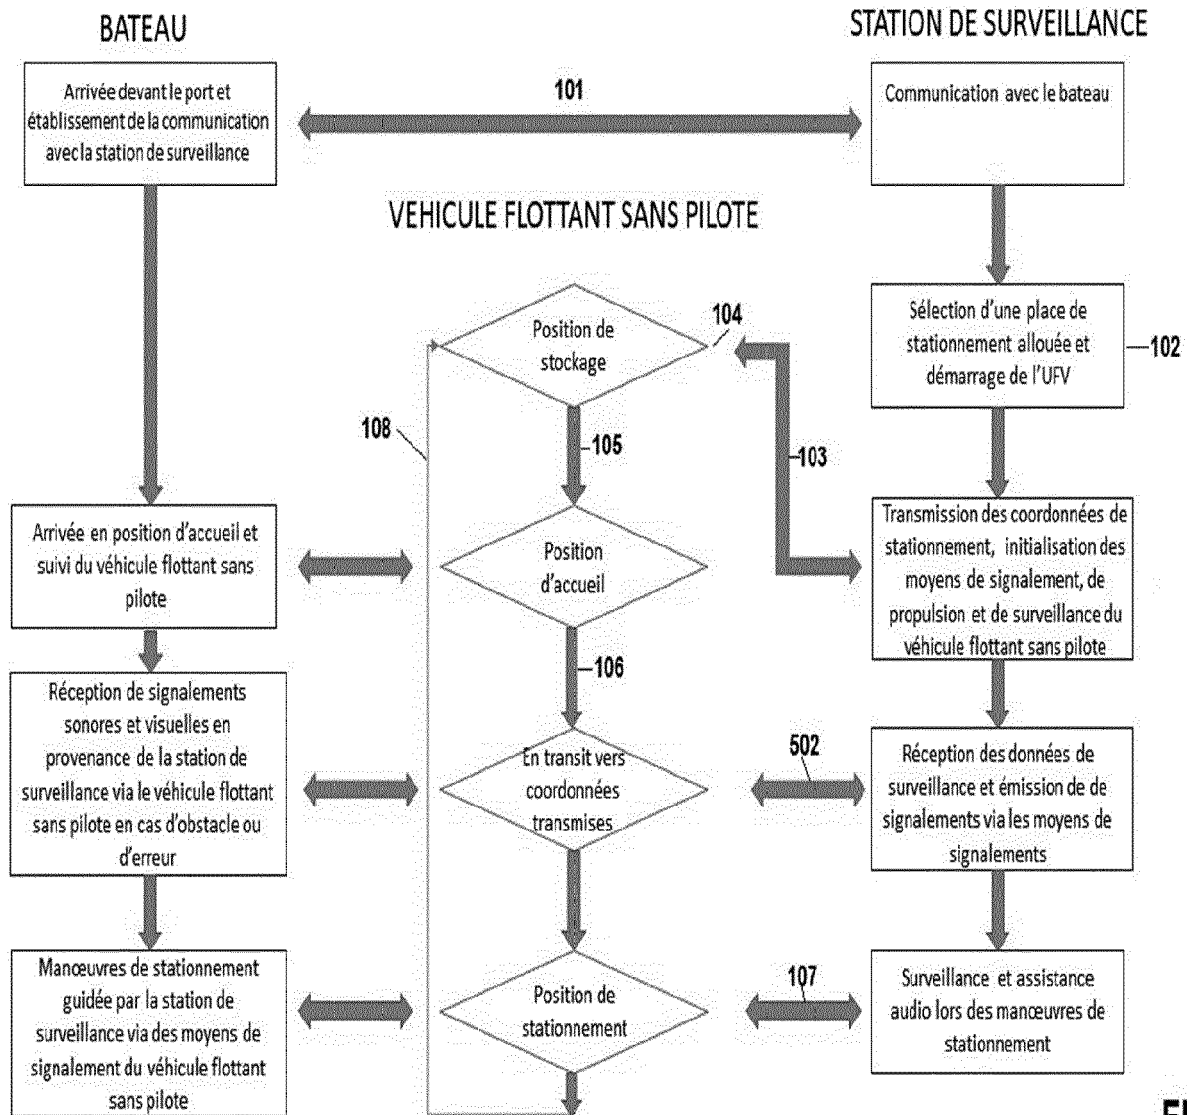 BATEAU
STATION DE SURVEILLANCE
Arrivée devant le port et
établissement de la communication
avec la station de surveillance
101
Communication avec le bateau
VEHICULE FLOTTANT SANS PILOTE
Position de
stockage
104
Sélection d'une place de
stationnement allouée et
démarrage de l'UFV
102
108
105
103
Arrivée en position d'accueil et
suivi du véhicule flottant sans
pilote
Position
d'accueil
Transmission des coordonnées de
stationnement, initialisation des
moyens de signalement, de
propulsion et de surveillance du
véhicule flottant sans pilote
106
Réception de signalements
sonores et visuelles en
provenance de la station de
surveillance via le véhicule flottant
sans pilote en cas d'obstacle ou
d'erreur
En transit vers
coordonnées
transmises
502
Réception des données de
surveillance et émission de de
signalements via les moyens de
signalements
Manœuvres de stationnement
guidée par la station de
surveillance via des moyens de
signalement du véhicule flottant
sans pilote
Position de
stationnement
107
Surveillance et assistance
audio lors des manœuvres de
stationnement